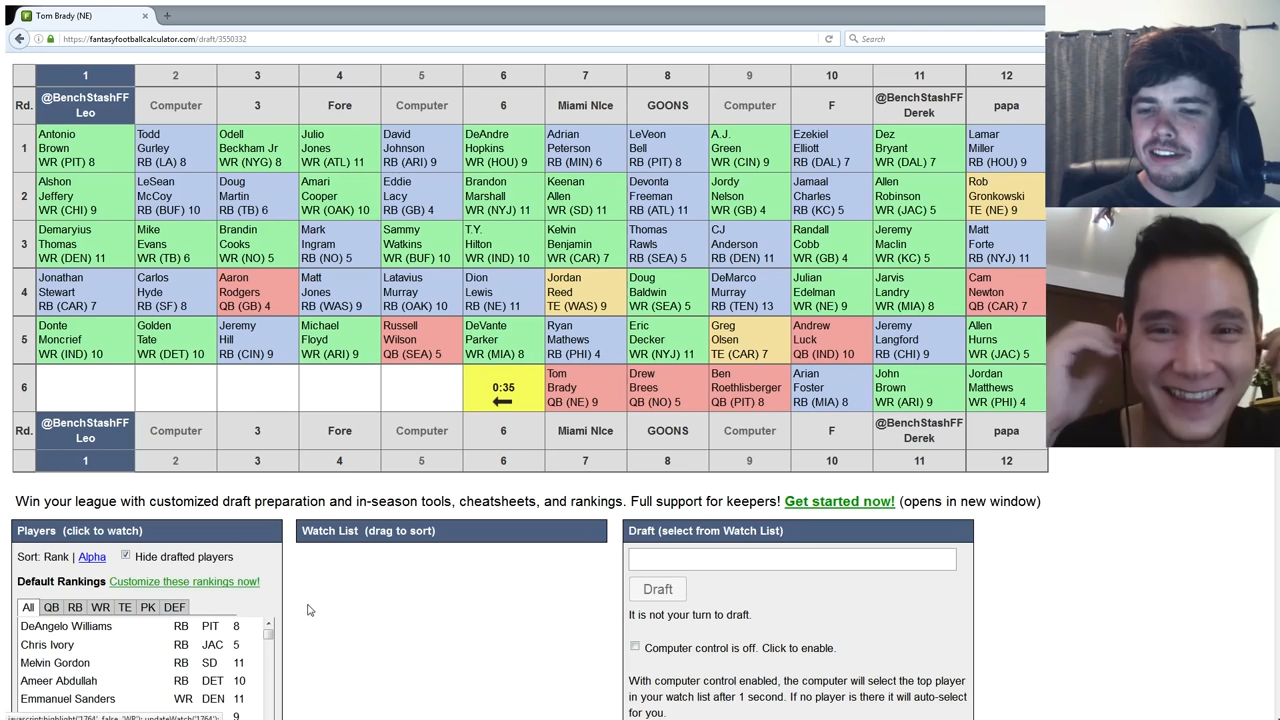 Tom Brady (NE)
https://fantasyfootballcalculator.com/draft/3550332
Search
1 2 3 4 5 6 7 8 9 10 11 12
Rd. @BenchStashFF Leo Computer 3 Fore Computer 6 Miami NIce GOONS Computer F @BenchStashFF Derek papa
1
Antonio Todd Odell Julio David DeAndre Adrian LeVeon A.J. Ezekiel Dez Lamar
Brown Gurley Beckham Jr Jones Johnson Hopkins Peterson Bell Green Elliott Bryant Miller
WR (PIT) 8 RB (LA) 8 WR (NYG) 8 WR (ATL) 11 RB (ARI) 9 WR (HOU) 9 RB (MIN) 6 RB (PIT) 8 WR (CIN) 9 RB (DAL) 7 WR (DAL) 7 RB (HOU) 9
2
Alshon LeSean Doug Amari Eddie Brandon Keenan Devonta Jordy Jamaal Allen Rob
Jeffery McCoy Martin Cooper Lacy Marshall Allen Freeman Nelson Charles Robinson Gronkowski
WR (CHI) 9 RB (BUF) 10 RB (TB) 6 WR (OAK) 10 RB (GB) 4 WR (NYJ) 11 WR (SD) 11 RB (ATL) 11 WR (GB) 4 RB (KC) 5 WR (JAC) 5 TE (NE) 9
3
Demaryius Mike Brandin Mark Sammy T.Y. Kelvin Thomas CJ Randall Jeremy Matt
Thomas Evans Cooks Ingram Watkins Hilton Benjamin Rawls Anderson Cobb Maclin Forte
WR (DEN) 11 WR (TB) 6 WR (NO) 5 RB (NO) 5 WR (BUF) 10 WR (IND) 10 WR (CAR) 7 RB (SEA) 5 RB (DEN) 11 WR (GB) 4 WR (KC) 5 RB (NYJ) 11
4
Jonathan Carlos Aaron Matt Latavius Dion Jordan Doug DeMarco Julian Jarvis Cam
Stewart Hyde Rodgers Jones Murray Lewis Reed Baldwin Murray Edelman Landry Newton
RB (CAR) 7 RB (SF) 8 QB (GB) 4 RB (WAS) 9 RB (OAK) 10 RB (NE) 11 TE (WAS) 9 WR (SEA) 5 RB (TEN) 13 WR (NE) 9 WR (MIA) 8 QB (CAR) 7
5
Donte Golden Jeremy Michael Russell DeVante Ryan Eric Greg Andrew Jeremy Allen
Moncrief Tate Hill Floyd Wilson Parker Mathews Decker Olsen Luck Langford Hurns
WR (IND) 10 WR (DET) 10 RB (CIN) 9 WR (ARI) 9 QB (SEA) 5 WR (MIA) 8 RB (PHI) 4 WR (NYJ) 11 TE (CAR) 7 QB (IND) 10 RB (CHI) 9 WR (JAC) 5
6
0:35
Tom Drew Ben Arian John Jordan
Brady Brees Roethlisberger Foster Brown Matthews
QB (NE) 9 QB (NO) 5 QB (PIT) 8 RB (MIA) 8 WR (ARI) 9 WR (PHI) 4
Rd. @BenchStashFF Leo Computer 3 Fore Computer 6 Miami NIce GOONS Computer F @BenchStashFF Derek papa
1 2 3 4 5 6 7 8 9 10 11 12
Win your league with customized draft preparation and in-season tools, cheatsheets, and rankings. Full support for keepers! Get started now! (opens in new window)
Players (click to watch)
Sort: Rank | Alpha Hide drafted players
Default Rankings Customize these rankings now!
All QB RB WR TE PK DEF
DeAngelo Williams RB PIT 8
Chris Ivory RB JAC 5
Melvin Gordon RB SD 11
Ameer Abdullah RB DET 10
Emmanuel Sanders WR DEN 11
9
javascript:highlight('1764', false, 'WR'); updateWatch('1764');
Watch List (drag to sort)
Draft (select from Watch List)
Draft
It is not your turn to draft.
Computer control is off. Click to enable.
With computer control enabled, the computer will select the top player
in your watch list after 1 second. If no player is there it will auto-select
for you.